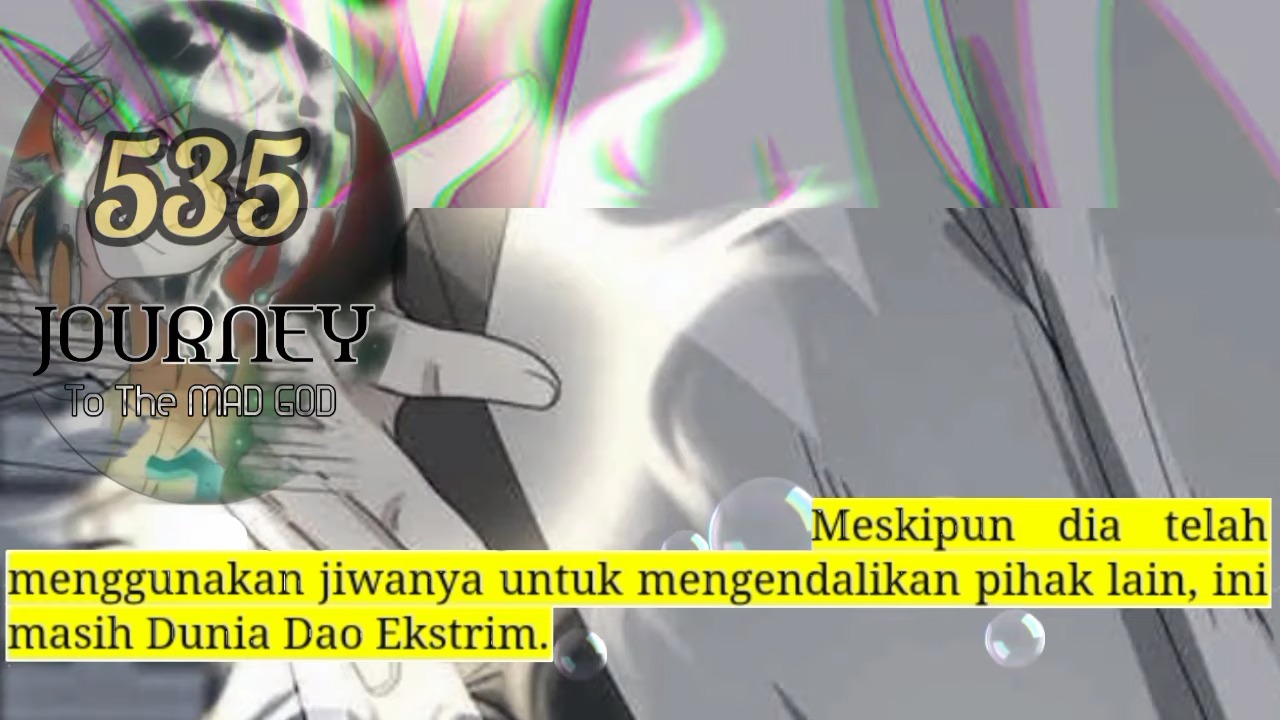 535
JOURNEY
To The MAD GOD
Meskipun dia telah
menggunakan jiwanya untuk mengendalikan pihak lain, ini
masih Dunia Dao Ekstrim.